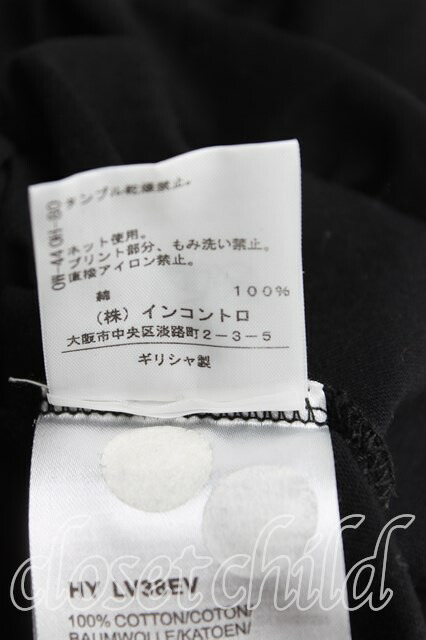 タンブル乾燥禁止。
ネット使用。
プリント部分、もみ洗い禁止。
直接アイロン禁止。
綿 100%
(株) インコントロ
大阪市中央区淡路町2-3-5
ギリシャ製
HY LV38EV
100% COTTON/COTON/
BAUMWOLLE/KATOEN/
closetchild